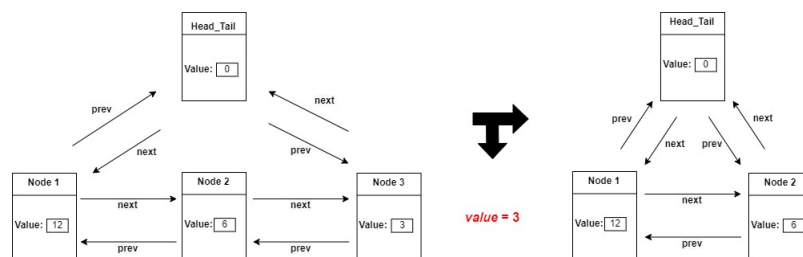 Head_Tail
Value: 0
prev
next
next
prev
Node 1
Value: 12
next
prev
Node 2
Value: 6
next
prev
Node 3
Value: 3
value = 3
Head_Tail
Value: 0
prev
next
prev
next
Node 1
Value: 12
next
prev
Node 2
Value: 6